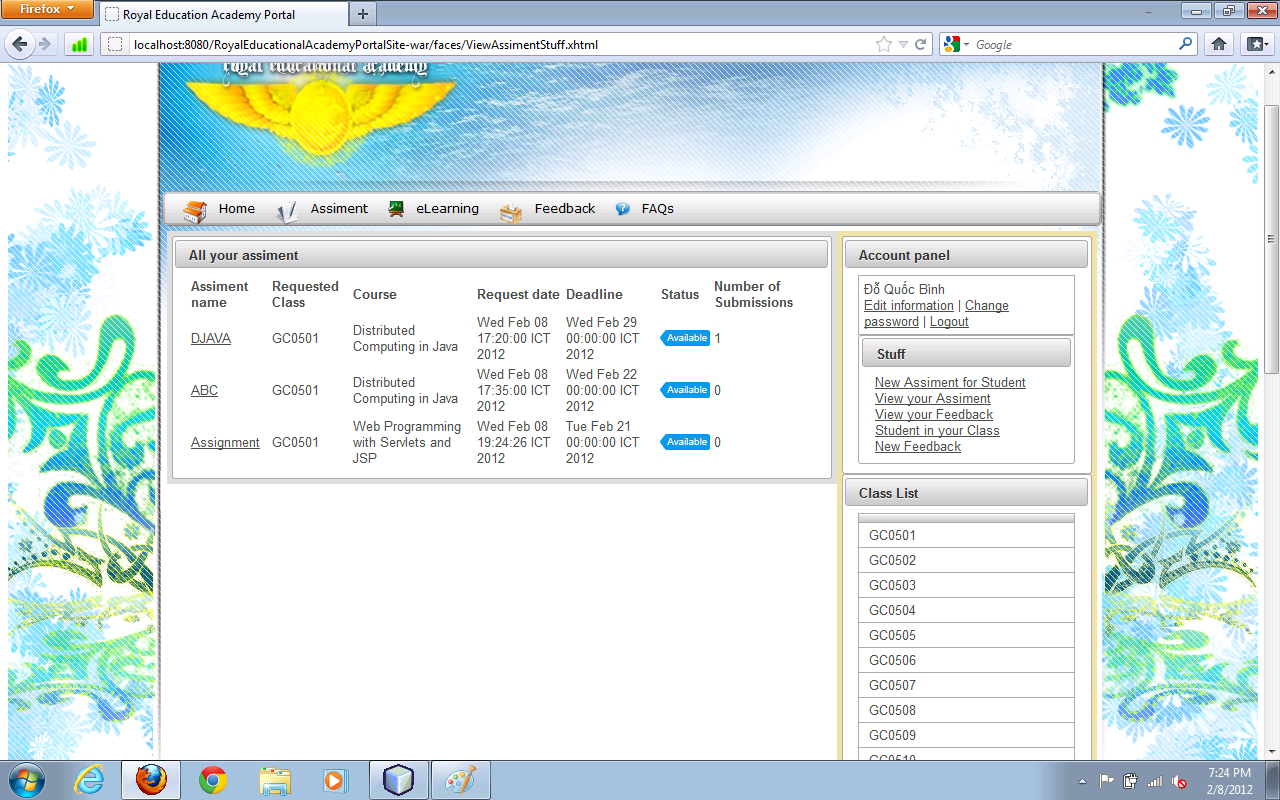 Firefox
Royal Education Academy Portal
localhost:8080/RoyalEducationalAcademyPortalSite-war/faces/ViewAssimentStuff.xhtml
Google
royal educational academy
Home
Assiment
eLearning
Feedback
FAQs
All your assiment
Assiment name Requested Class Course Request date Deadline Status Number of Submissions
DJAVA GC0501 Distributed Computing in Java Wed Feb 08 17:20:00 ICT 2012 Wed Feb 29 00:00:00 ICT 2012 Available 1
ABC GC0501 Distributed Computing in Java Wed Feb 08 17:35:00 ICT 2012 Wed Feb 22 00:00:00 ICT 2012 Available 0
Assignment GC0501 Web Programming with Servlets and JSP Wed Feb 08 19:24:26 ICT 2012 Tue Feb 21 00:00:00 ICT 2012 Available 0
Account panel
Đỗ Quốc Bình
Edit information | Change
password | Logout
Stuff
New Assiment for Student
View your Assiment
View your Feedback
Student in your Class
New Feedback
Class List
GC0501
GC0502
GC0503
GC0504
GC0505
GC0506
GC0507
GC0508
GC0509
7:24 PM
2/8/2012